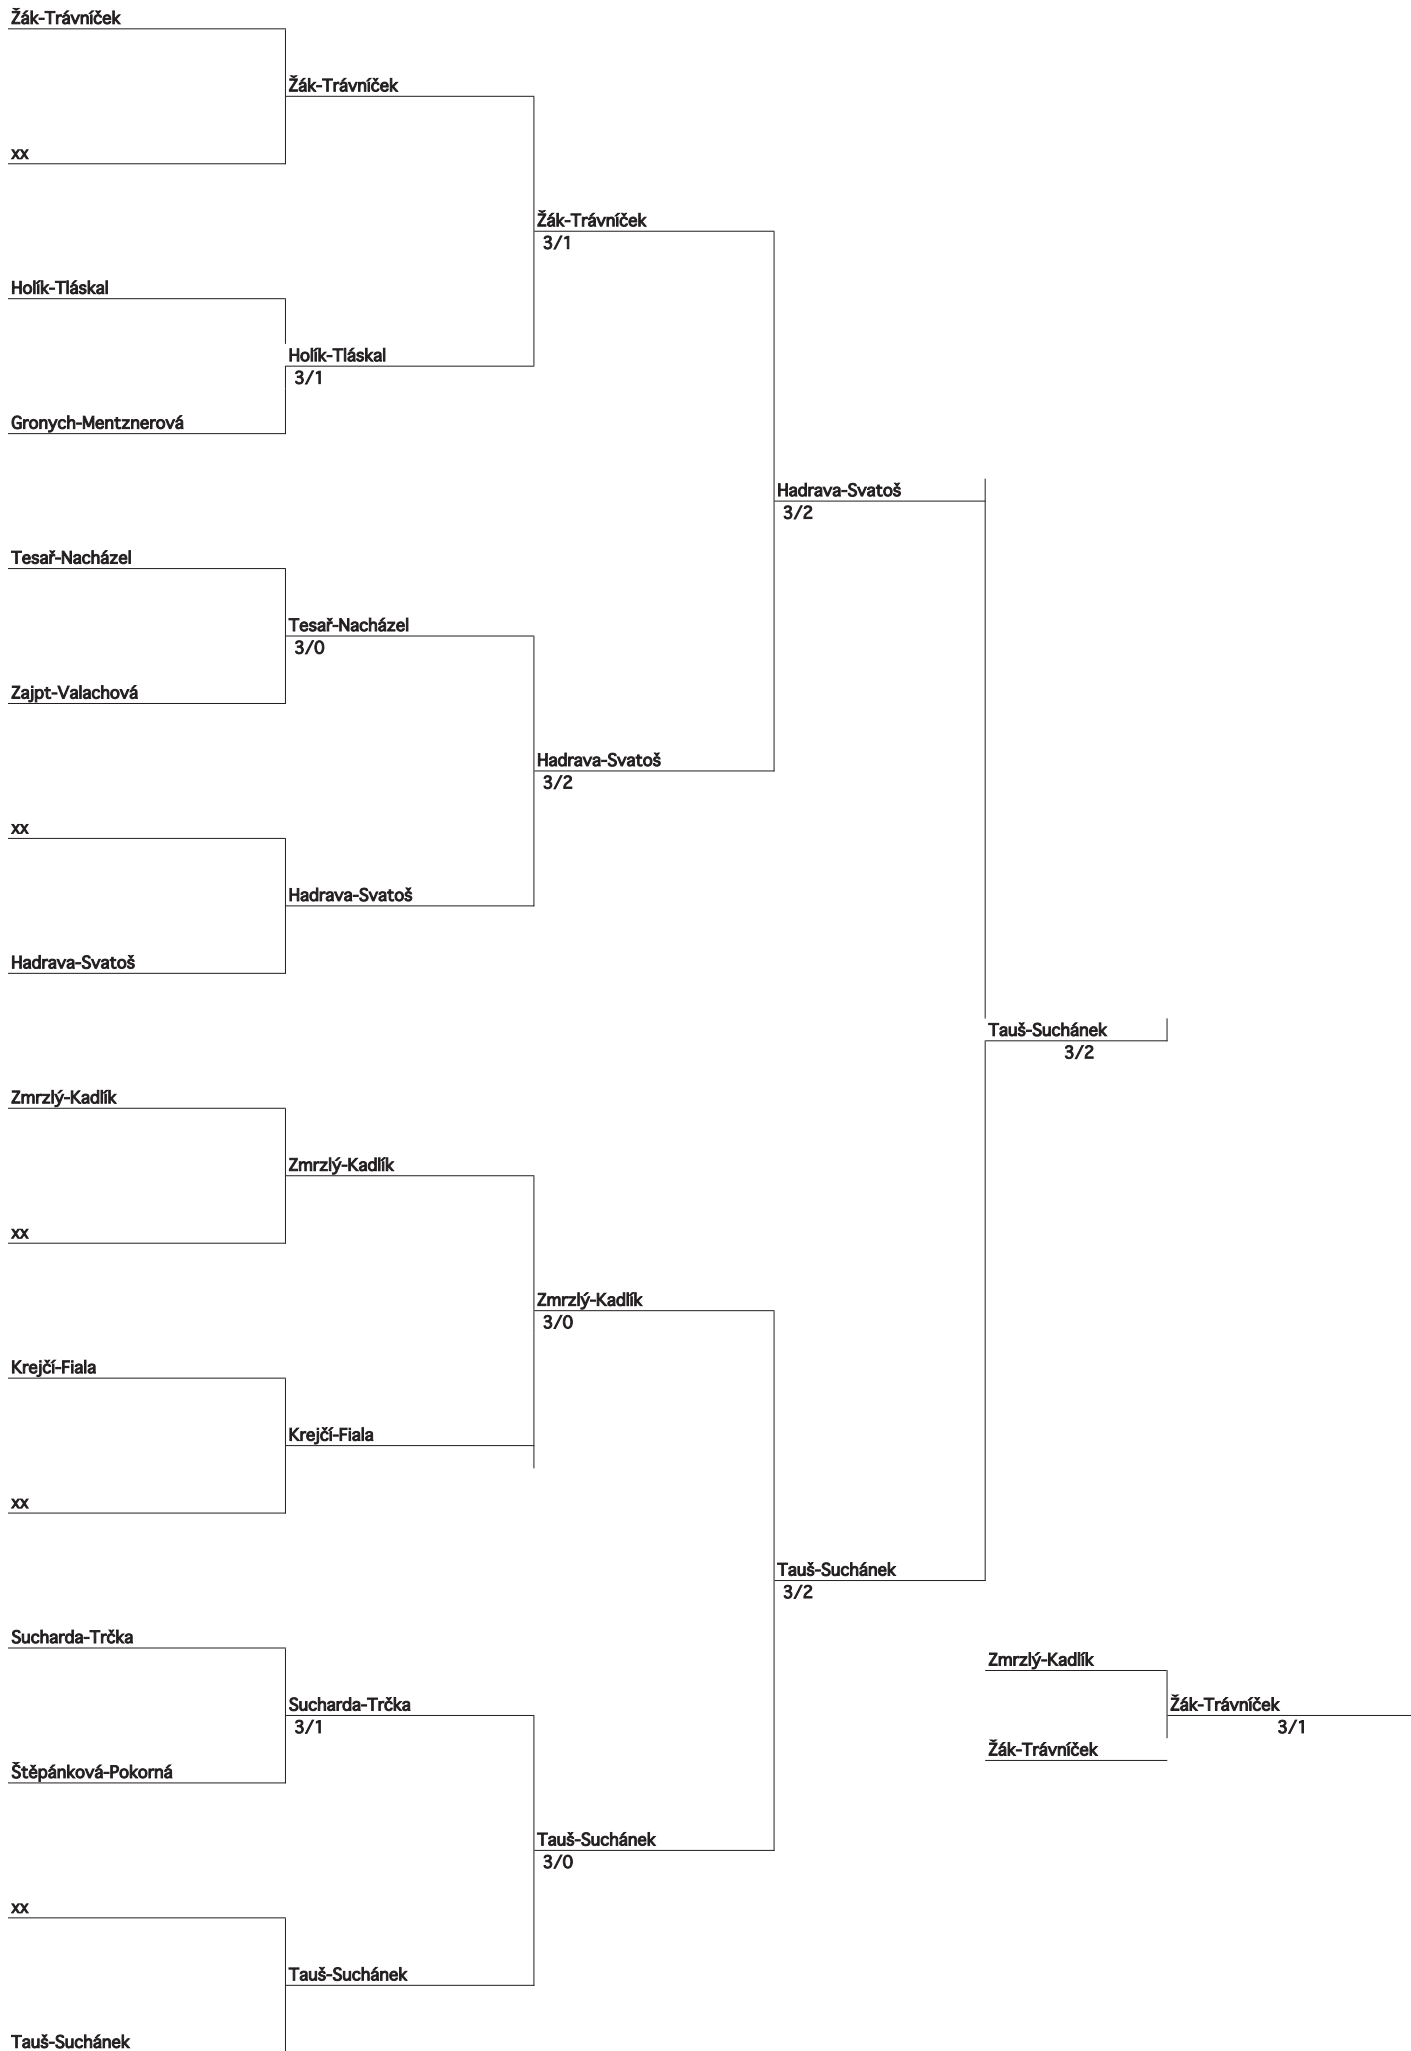 Žák-Trávníček
Žák-Trávníček
xx
Žák-Trávníček
3/1
Holík-Tláskal
Holík-Tláskal
3/1
Gronych-Mentznerová
Hadrava-Svatoš
3/2
Tesař-Nacházel
Tesař-Nacházel
3/0
Zajpt-Valachová
Hadrava-Svatoš
3/2
xx
Hadrava-Svatoš
Hadrava-Svatoš
Tauš-Suchánek
3/2
Zmrzlý-Kadlík
Zmrzlý-Kadlík
xx
Zmrzlý-Kadlík
3/0
Krejčí-Fiala
Krejčí-Fiala
xx
Tauš-Suchánek
3/2
Sucharda-Trčka
Zmrzlý-Kadlík
Sucharda-Trčka
3/1
Žák-Trávníček
3/1
Žák-Trávníček
Štěpánková-Pokorná
Tauš-Suchánek
3/0
xx
Tauš-Suchánek
Tauš-Suchánek